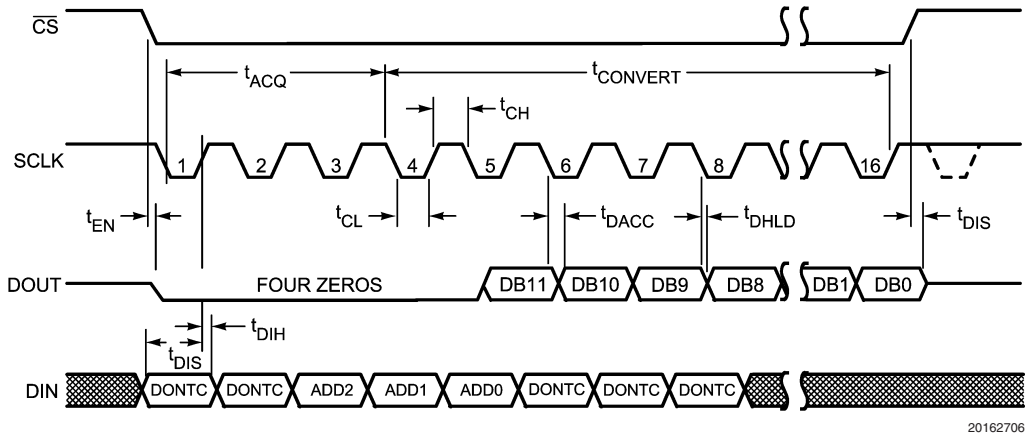 CS
tACQ
tCONVERT
tCH
SCLK
1 2 3 4 5 6 7 8 16
tEN
tCL
tDACC
tDHLD
tDIS
DOUT
FOUR ZEROS
DB11 DB10 DB9 DB8 DB1 DB0
tDIH
tDIS
DIN
DONTC DONTC ADD2 ADD1 ADD0 DONTC DONTC DONTC
20162706